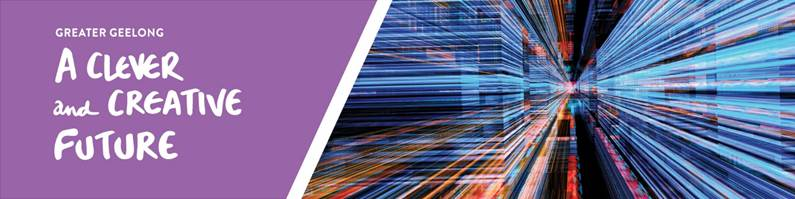 GREATER GEELONG
A CLEVER
and CREATIVE
FUTURE